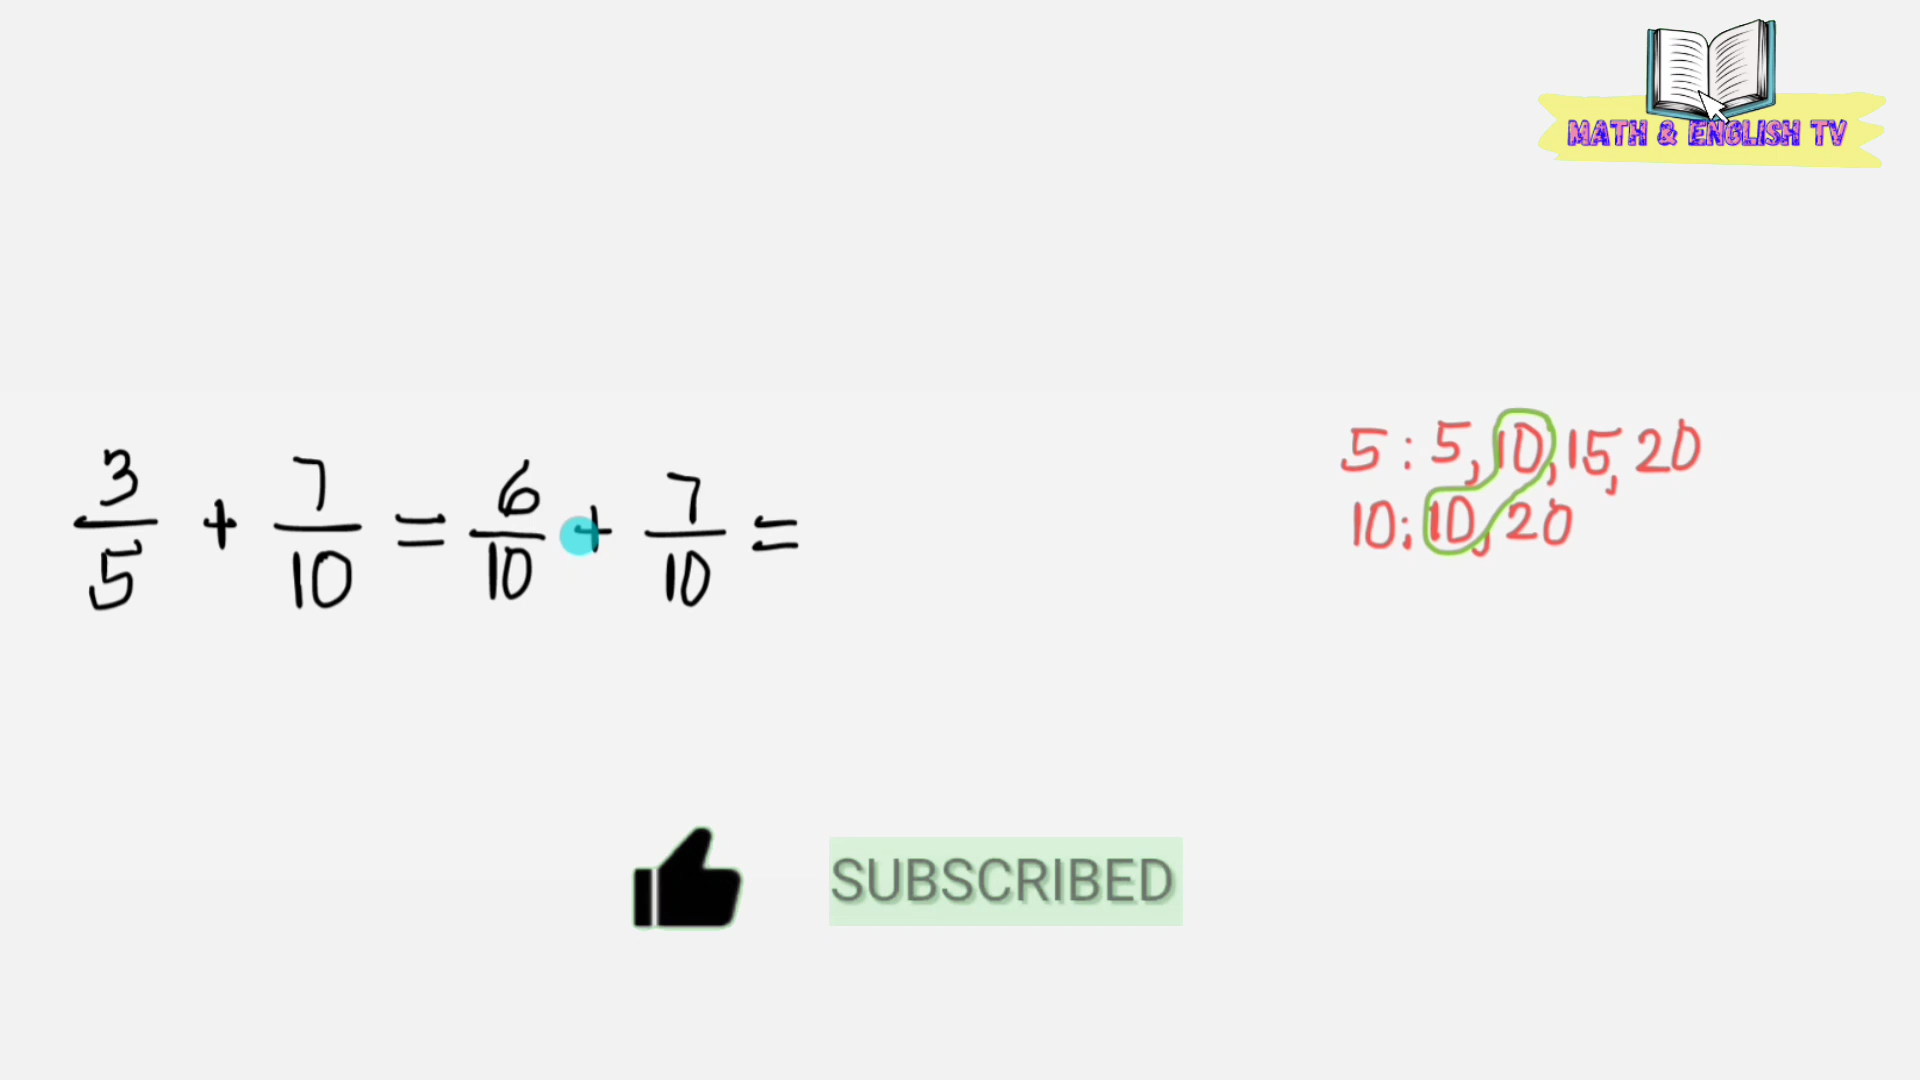 MATH & ENGLISH TV
3/5 + 7/10 = 6/10 + 7/10 =
5 : 5, 10, 15, 20
10: 10, 20
SUBSCRIBED